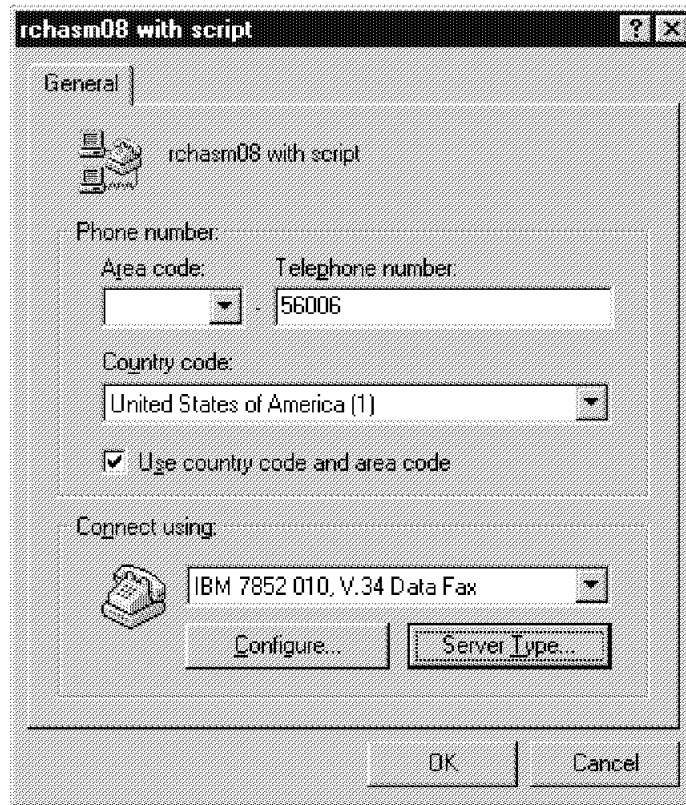 rchasm08 with script
General
rchasm08 with script
Phone number:
Area code: Telephone number:
- 56006
Country code:
United States of America (1)
Use country code and area code
Connect using:
IBM 7852 010, V.34 Data Fax
Configure... Server Type...
OK Cancel